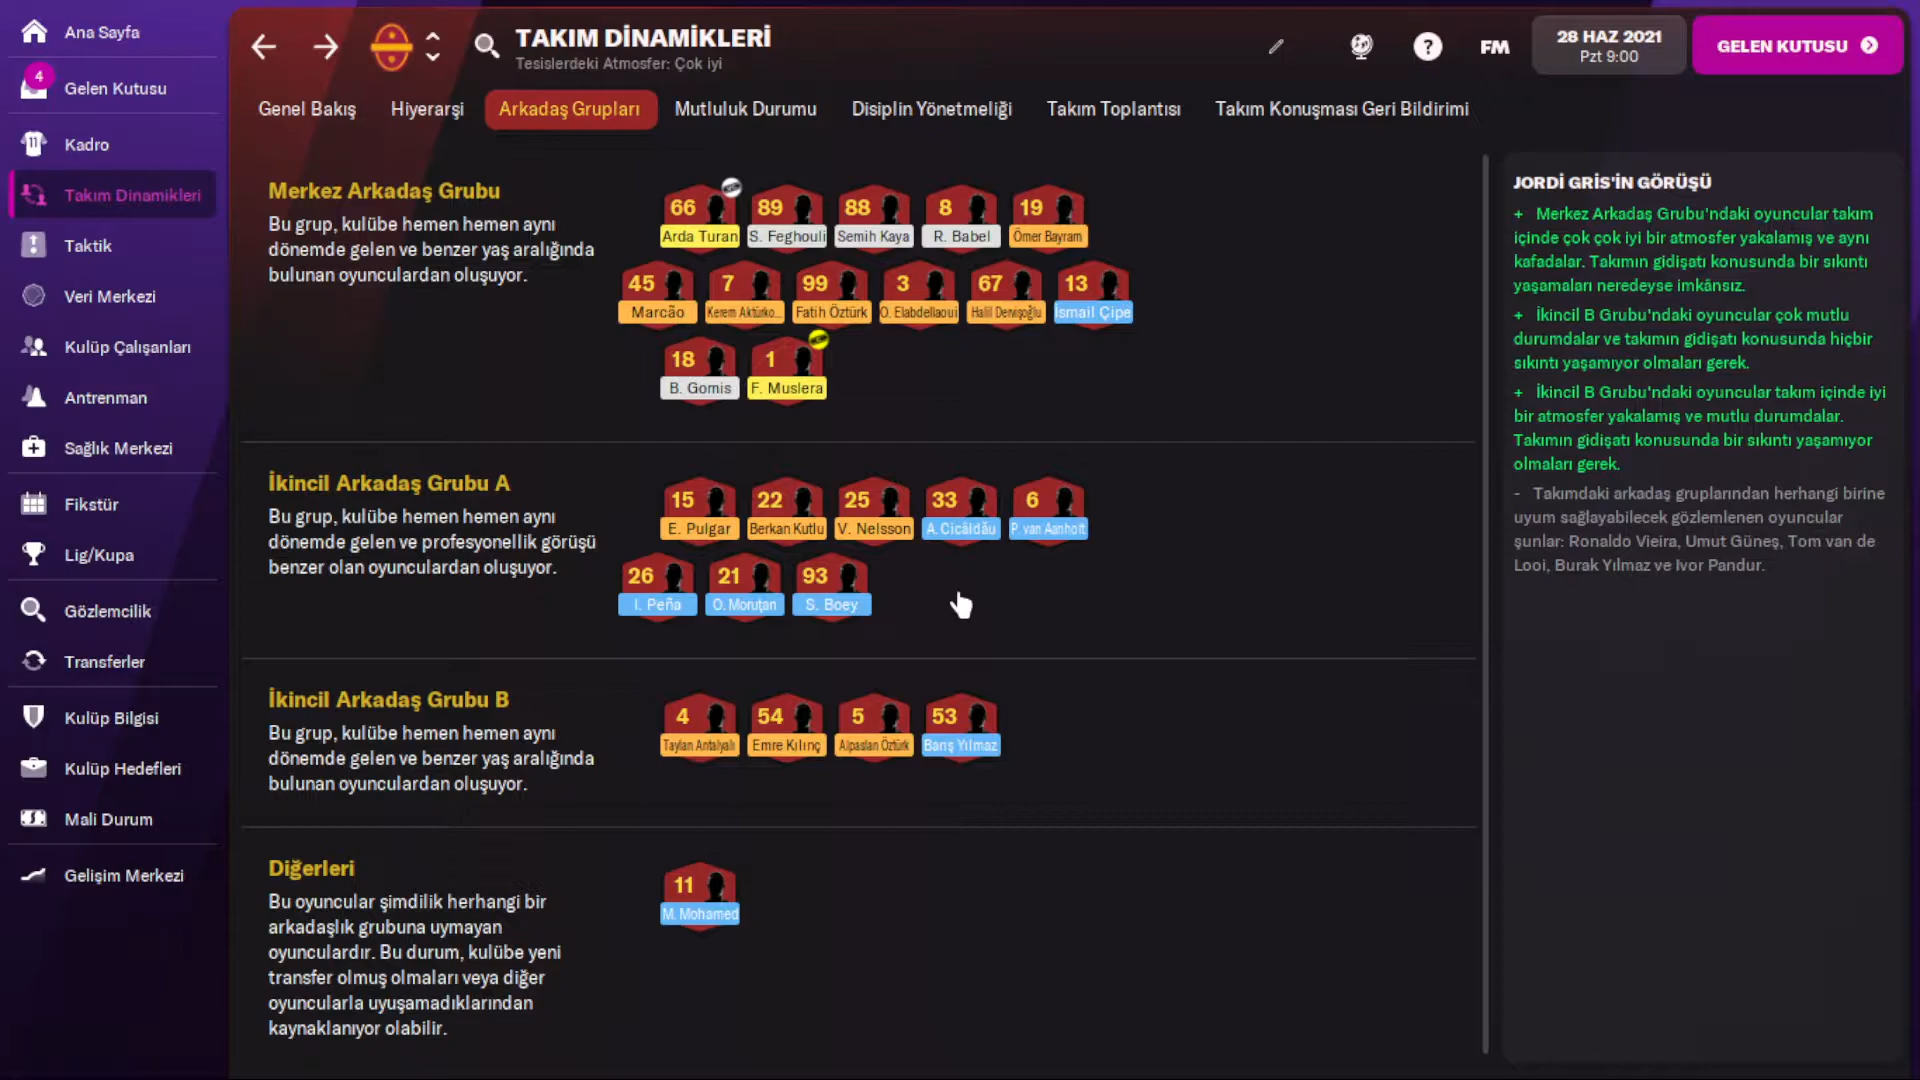 Ana Sayfa
4
Gelen Kutusu
Kadro
Takım Dinamikleri
Taktik
Veri Merkezi
Kulüp Çalışanları
Antrenman
Sağlık Merkezi
Fikstür
Lig/Kupa
Gözlemcilik
Transferler
Kulüp Bilgisi
Kulüp Hedefleri
Mali Durum
Gelişim Merkezi
TAKIM DİNAMİKLERİ
Tesislerdeki Atmosfer: Çok iyi
FM
28 HAZ 2021
Pzt 9:00
GELEN KUTUSU
Genel Bakış
Hiyerarşi
Arkadaş Grupları
Mutluluk Durumu
Disiplin Yönetmeliği
Takım Toplantısı
Takım Konuşması Geri Bildirimi
Merkez Arkadaş Grubu
Bu grup, kulübe hemen hemen aynı
dönemde gelen ve benzer yaş aralığında
bulunan oyunculardan oluşuyor.
66 89 88 8 19
Arda Turan S. Feghouli Semih Kaya R. Babel Ömer Bayram
45 7 99 3 67 13
Marcão Kerem Aktürko... Fatih Öztürk O. Elabdellaoui Halil Dervişoğlu İsmail Çipe
18 1
B. Gomis F. Muslera
İkincil Arkadaş Grubu A
Bu grup, kulübe hemen hemen aynı
dönemde gelen ve profesyonellik görüşü
benzer olan oyunculardan oluşuyor.
15 22 25 33 6
E. Pulgar Berkan Kutlu V. Nelsson A. Cicâldău P. van Aanholt
26 21 93
I. Peña O. Moruțan S. Boey
İkincil Arkadaş Grubu B
Bu grup, kulübe hemen hemen aynı
dönemde gelen ve benzer yaş aralığında
bulunan oyunculardan oluşuyor.
4 54 5 53
Taylan Antalyalı Emre Kılınç Alpaslan Öztürk Barış Yılmaz
Diğerleri
Bu oyuncular şimdilik herhangi bir
arkadaşlık grubuna uymayan
oyunculardır. Bu durum, kulübe yeni
transfer olmuş olmaları veya diğer
oyuncularla uyuşamadıklarından
kaynaklanıyor olabilir.
11
M. Mohamed
JORDİ GRIS'İN GÖRÜŞÜ
+ Merkez Arkadaş Grubu'ndaki oyuncular takım
içinde çok çok iyi bir atmosfer yakalamış ve aynı
kafadalar. Takımın gidişatı konusunda bir sıkıntı
yaşamaları neredeyse imkânsız.
+ İkincil B Grubu'ndaki oyuncular çok mutlu
durumdalar ve takımın gidişatı konusunda hiçbir
sıkıntı yaşamıyor olmaları gerek.
+ İkincil B Grubu'ndaki oyuncular takım içinde iyi
bir atmosfer yakalamış ve mutlu durumdalar.
Takımın gidişatı konusunda bir sıkıntı yaşamıyor
olmaları gerek.
- Takımdaki arkadaş gruplarından herhangi birine
uyum sağlayabilecek gözlemlenen oyuncular
şunlar: Ronaldo Vieira, Umut Güneş, Tom van de
Looi, Burak Yılmaz ve Ivor Pandur.